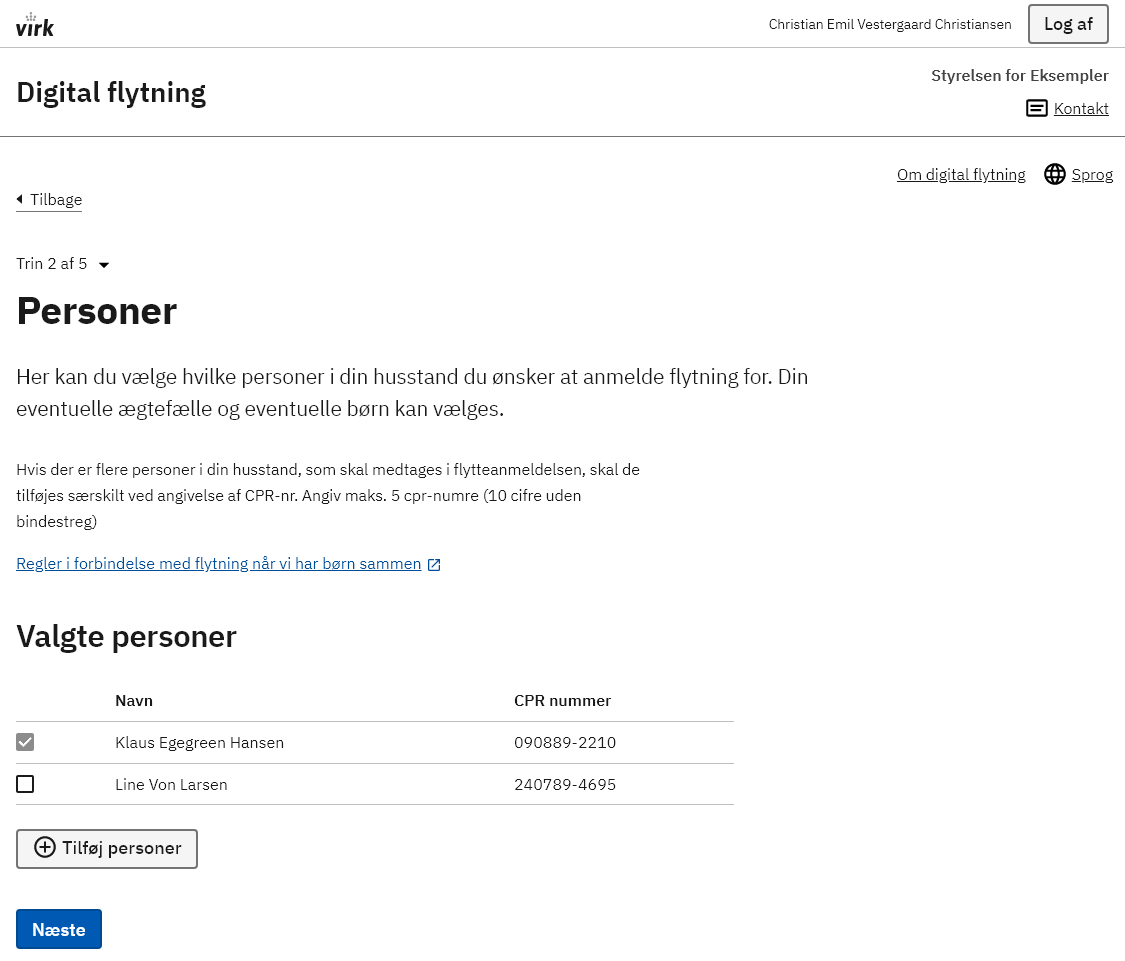 virk
Christian Emil Vestergaard Christiansen
Log af
Digital flytning
Styrelsen for Eksempler
Kontakt
Om digital flytning
Sprog
Tilbage
Trin 2 af 5
Personer
Her kan du vælge hvilke personer i din husstand du ønsker at anmelde flytning for. Din
eventuelle ægtefælle og eventuelle børn kan vælges.
Hvis der er flere personer i din husstand, som skal medtages i flytteanmeldelsen, skal de
tilføjes særskilt ved angivelse af CPR-nr. Angiv maks. 5 cpr-numre (10 cifre uden
bindestreg)
Regler i forbindelse med flytning når vi har børn sammen
Valgte personer
Navn CPR nummer
Klaus Egegreen Hansen 090889-2210
Line Von Larsen 240789-4695
Tilføj personer
Næste